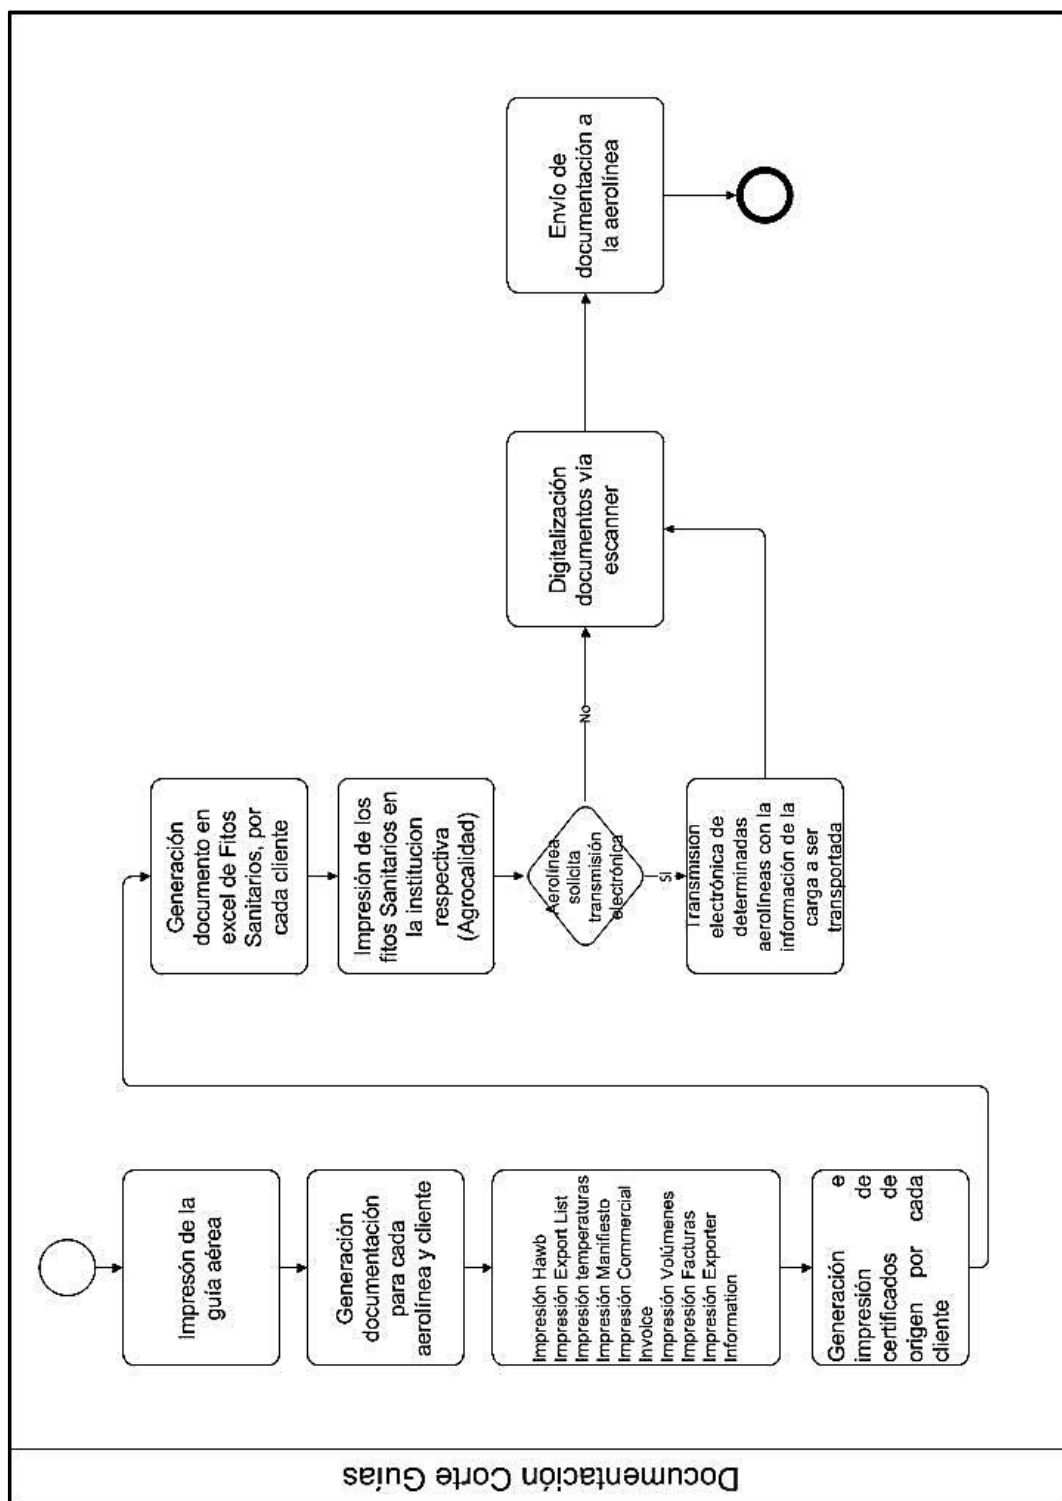 Documentación Corte Guías
Impresón de la
guía aérea
Generación
documentación
para cada
aerolínea y cliente
Impresión Hawb
Impresión Export List
Impresión temperaturas
Impresión Manifiesto
Impresión Commercial
Invoice
Impresión Volúmenes
Impresión Facturas
Impresión Exporter
Information
Generación e
impresión de
certificados de
origen por cada
cliente
Generación
documento en
excel de Fitos
Sanitarios, por
cada cliente
Impresión de los
fitos Sanitarios en
la institucion
respectiva
(Agrocalidad)
Aerolínea
solicita
transmisión
electrónica
No
SI
Transmision
electrónica de
determinadas
aerolíneas con la
información de la
carga a ser
transportada
Digitalización
documentos via
escanner
Envío de
documentación a
la aerolínea